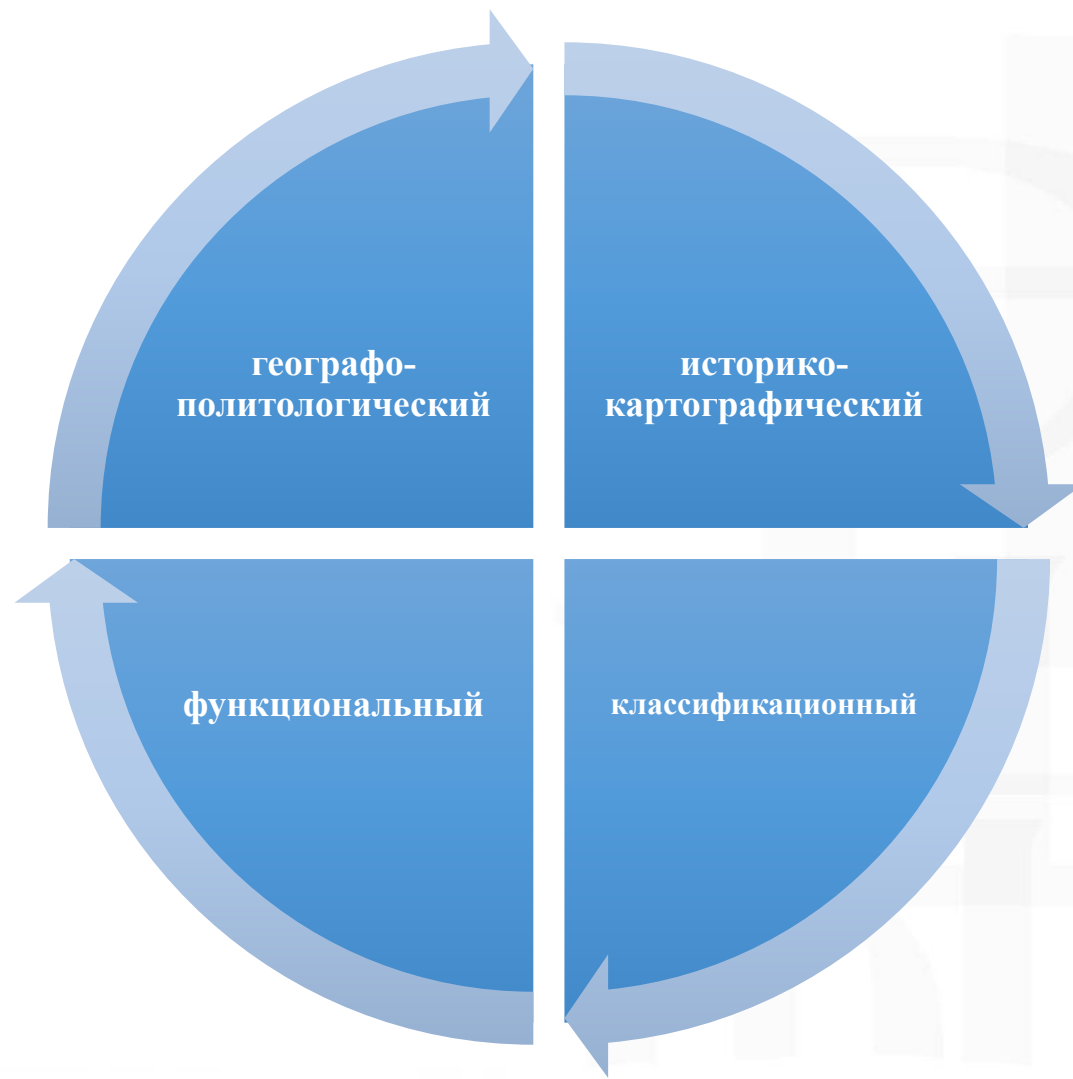 географо-
политологический
историко-
картографический
функциональный
классификационный